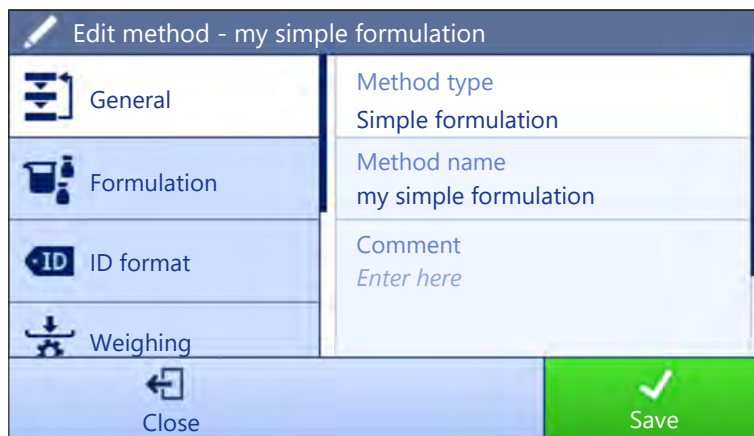 Edit method - my simple formulation
General
Formulation
ID
ID format
Weighing
Method type
Simple formulation
Method name
my simple formulation
Comment
Enter here
Close
Save